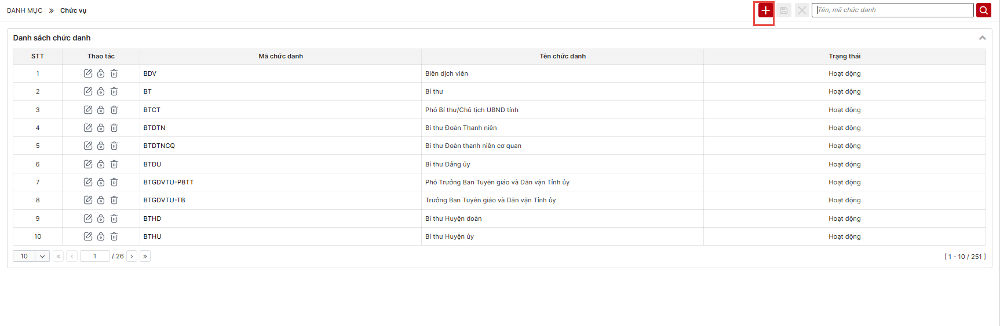 DANH MỤC » Chức vụ
Tên, mã chức danh
Danh sách chức danh
STT Thao tác Mã chức danh Tên chức danh Trạng thái
1 BDV Biên dịch viên Hoạt động
2 BT Bí thư Hoạt động
3 BTCT Phó Bí thư/Chủ tịch UBND tỉnh Hoạt động
4 BTDTN Bí thư Đoàn Thanh niên Hoạt động
5 BTDTNCQ Bí thư Đoàn thanh niên cơ quan Hoạt động
6 BTDU Bí thư Đảng ủy Hoạt động
7 BTGDVTU-PBTT Phó Trưởng Ban Tuyên giáo và Dân vận Tỉnh ủy Hoạt động
8 BTGDVTU-TB Trưởng Ban Tuyên giáo và Dân vận Tỉnh ủy Hoạt động
9 BTHD Bí thư Huyện đoàn Hoạt động
10 BTHU Bí thư Huyện ủy Hoạt động
10 « ‹ 1 / 26 › » [ 1 - 10 / 251 ]